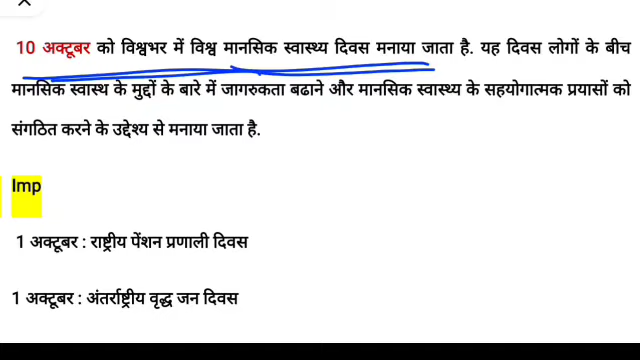 10 अक्टूबर को विश्वभर में विश्व मानसिक स्वास्थ्य दिवस मनाया जाता है. यह दिवस लोगों के बीच
मानसिक स्वास्थ के मुद्दों के बारे में जागरुकता बढाने और मानसिक स्वास्थ्य के सहयोगात्मक प्रयासों को
संगठित करने के उद्देश्य से मनाया जाता है.
Imp
1 अक्टूबर : राष्ट्रीय पेंशन प्रणाली दिवस
1 अक्टूबर : अंतर्राष्ट्रीय वृद्ध जन दिवस